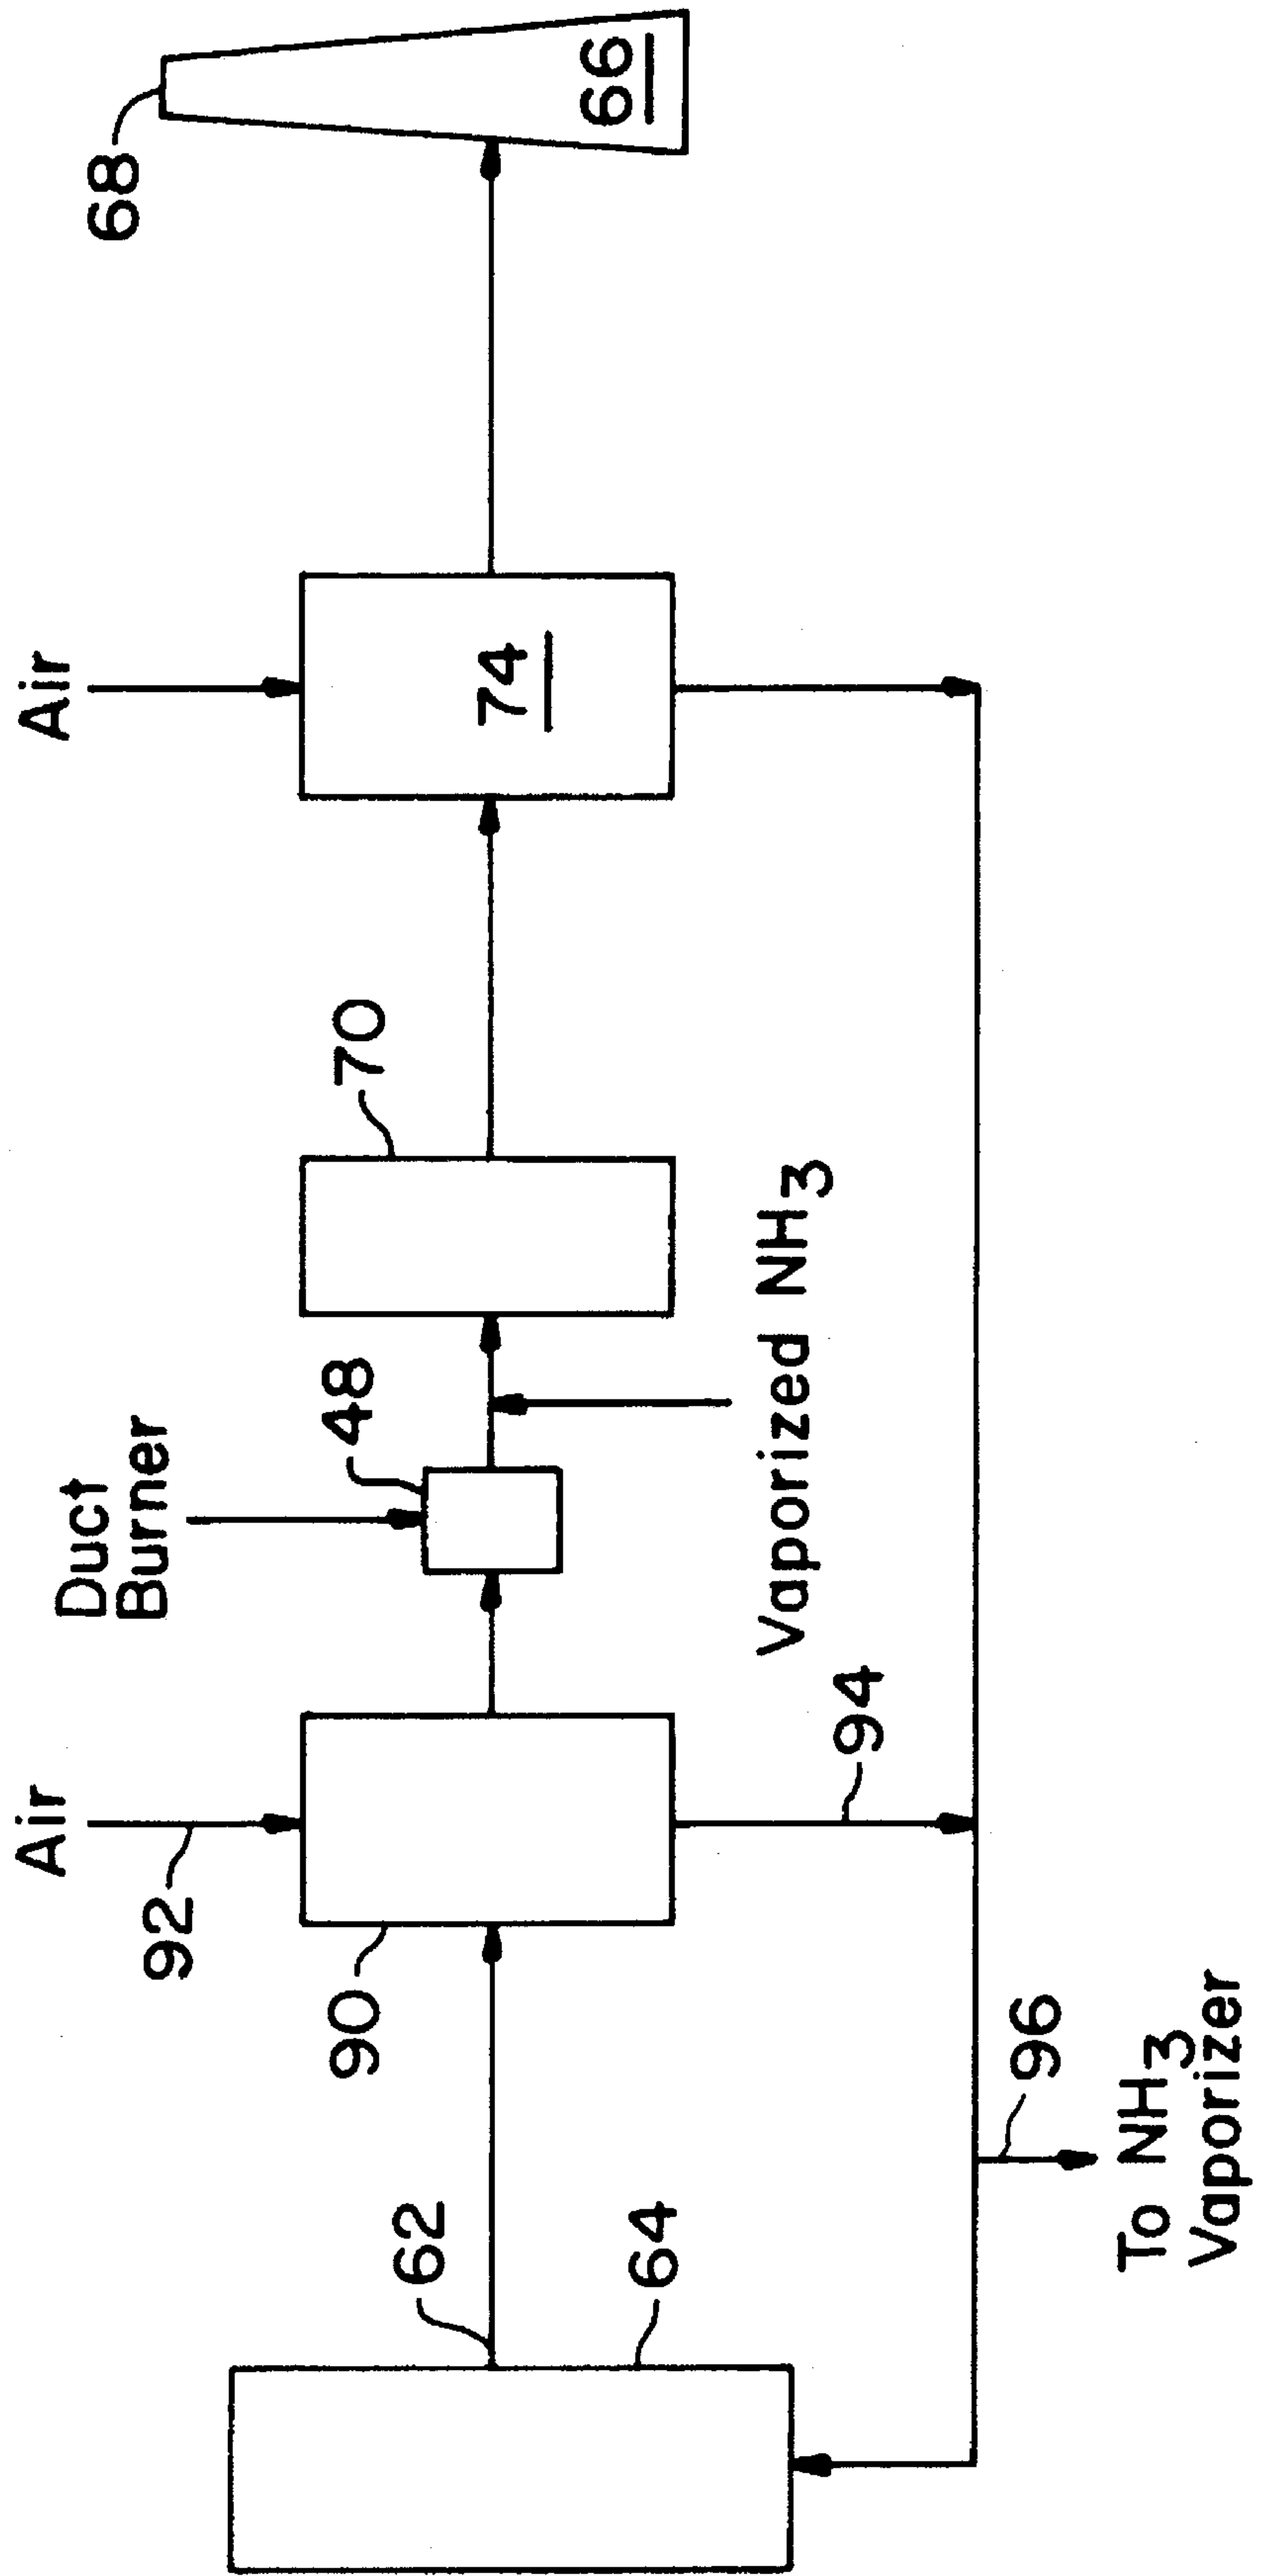 Air
92
90
Duct
Burner
48
70
Air
74
68
66
62
64
94
Vaporized NH3
96
To NH3
Vaporizer